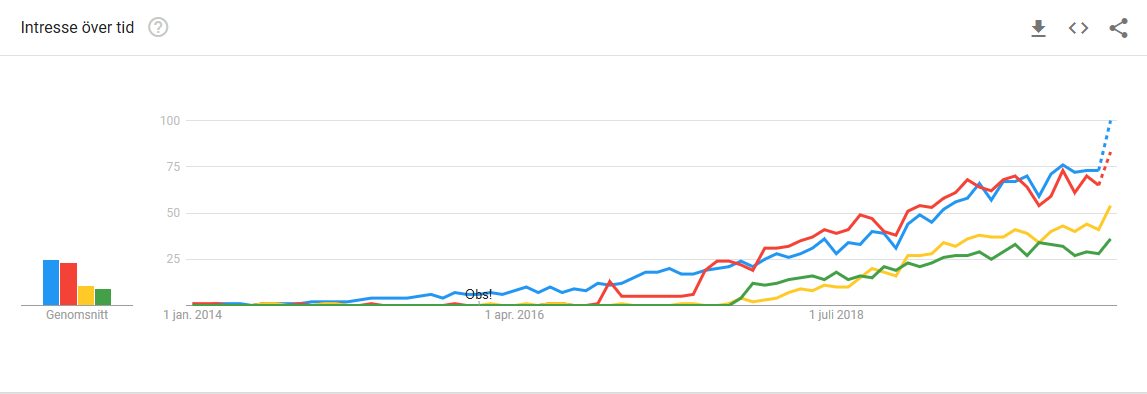 Intresse över tid
100
75
50
25
Obs!
Genomsnitt
1 jan. 2014
1 apr. 2016
1 juli 2018